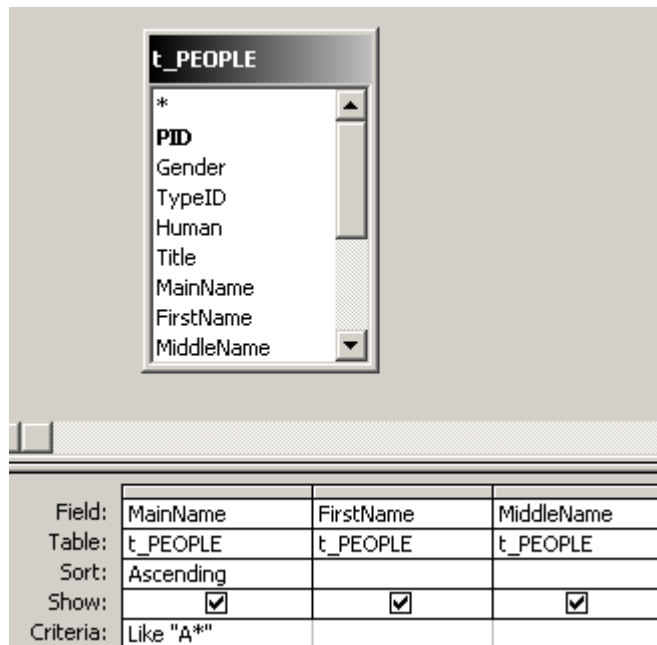 t_PEOPLE
*
PID
Gender
TypeID
Human
Title
MainName
FirstName
MiddleName
Field: MainName FirstName MiddleName
Table: t_PEOPLE t_PEOPLE t_PEOPLE
Sort: Ascending
Show:
Criteria: Like "A*"